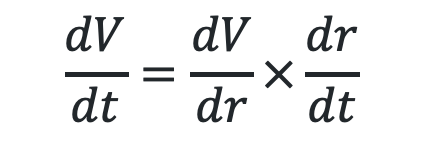 dV/dt = dV/dr × dr/dt